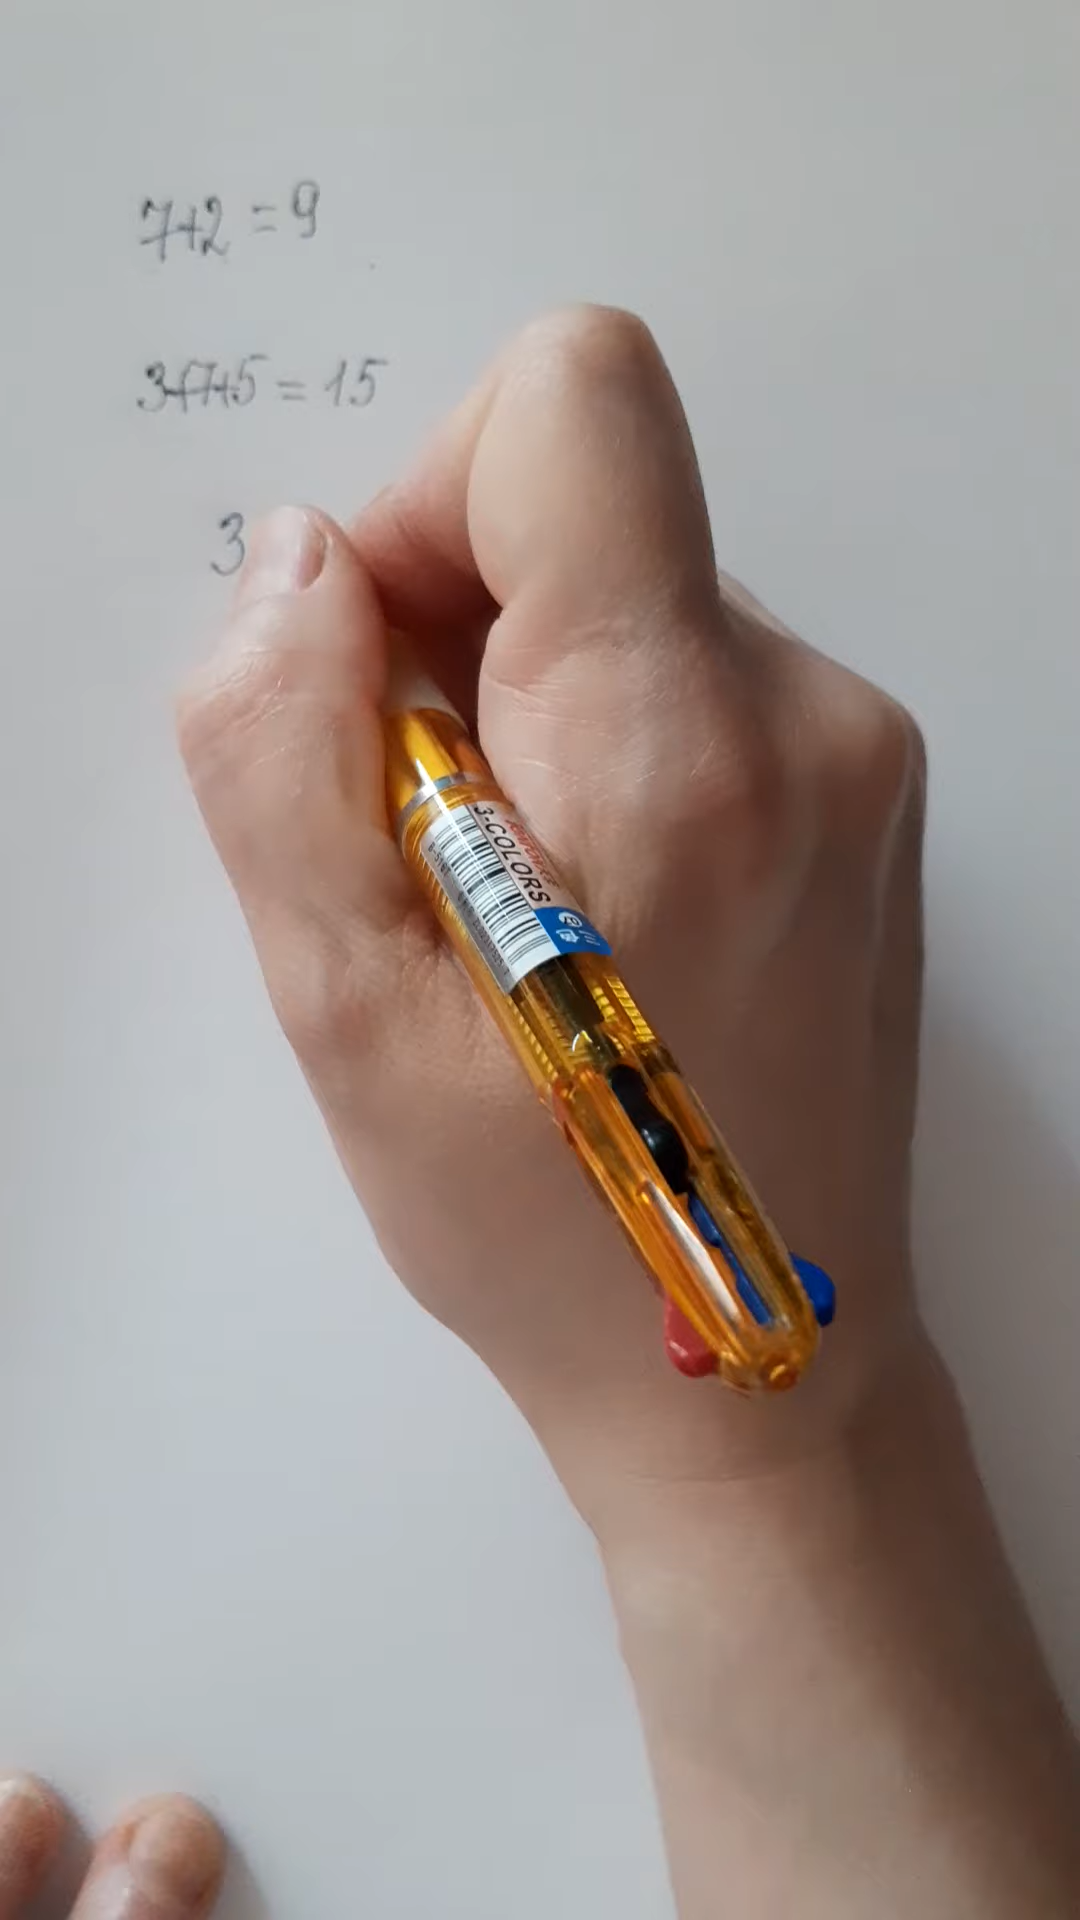 7+2 = 9
3+7+5 = 15
3
3-COLORS